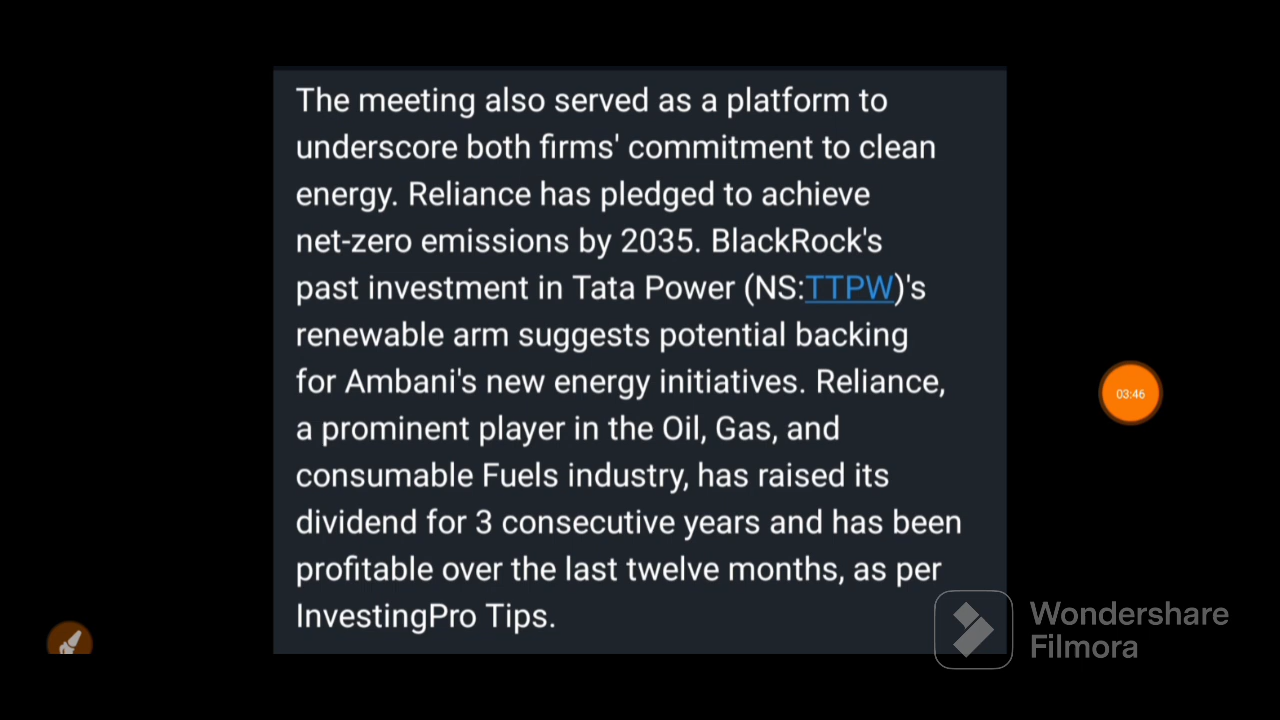 The meeting also served as a platform to
underscore both firms' commitment to clean
energy. Reliance has pledged to achieve
net-zero emissions by 2035. BlackRock's
past investment in Tata Power (NS:TTPW)'s
renewable arm suggests potential backing
for Ambani's new energy initiatives. Reliance,
a prominent player in the Oil, Gas, and
consumable Fuels industry, has raised its
dividend for 3 consecutive years and has been
profitable over the last twelve months, as per
InvestingPro Tips.
03:46
Wondershare
Filmora